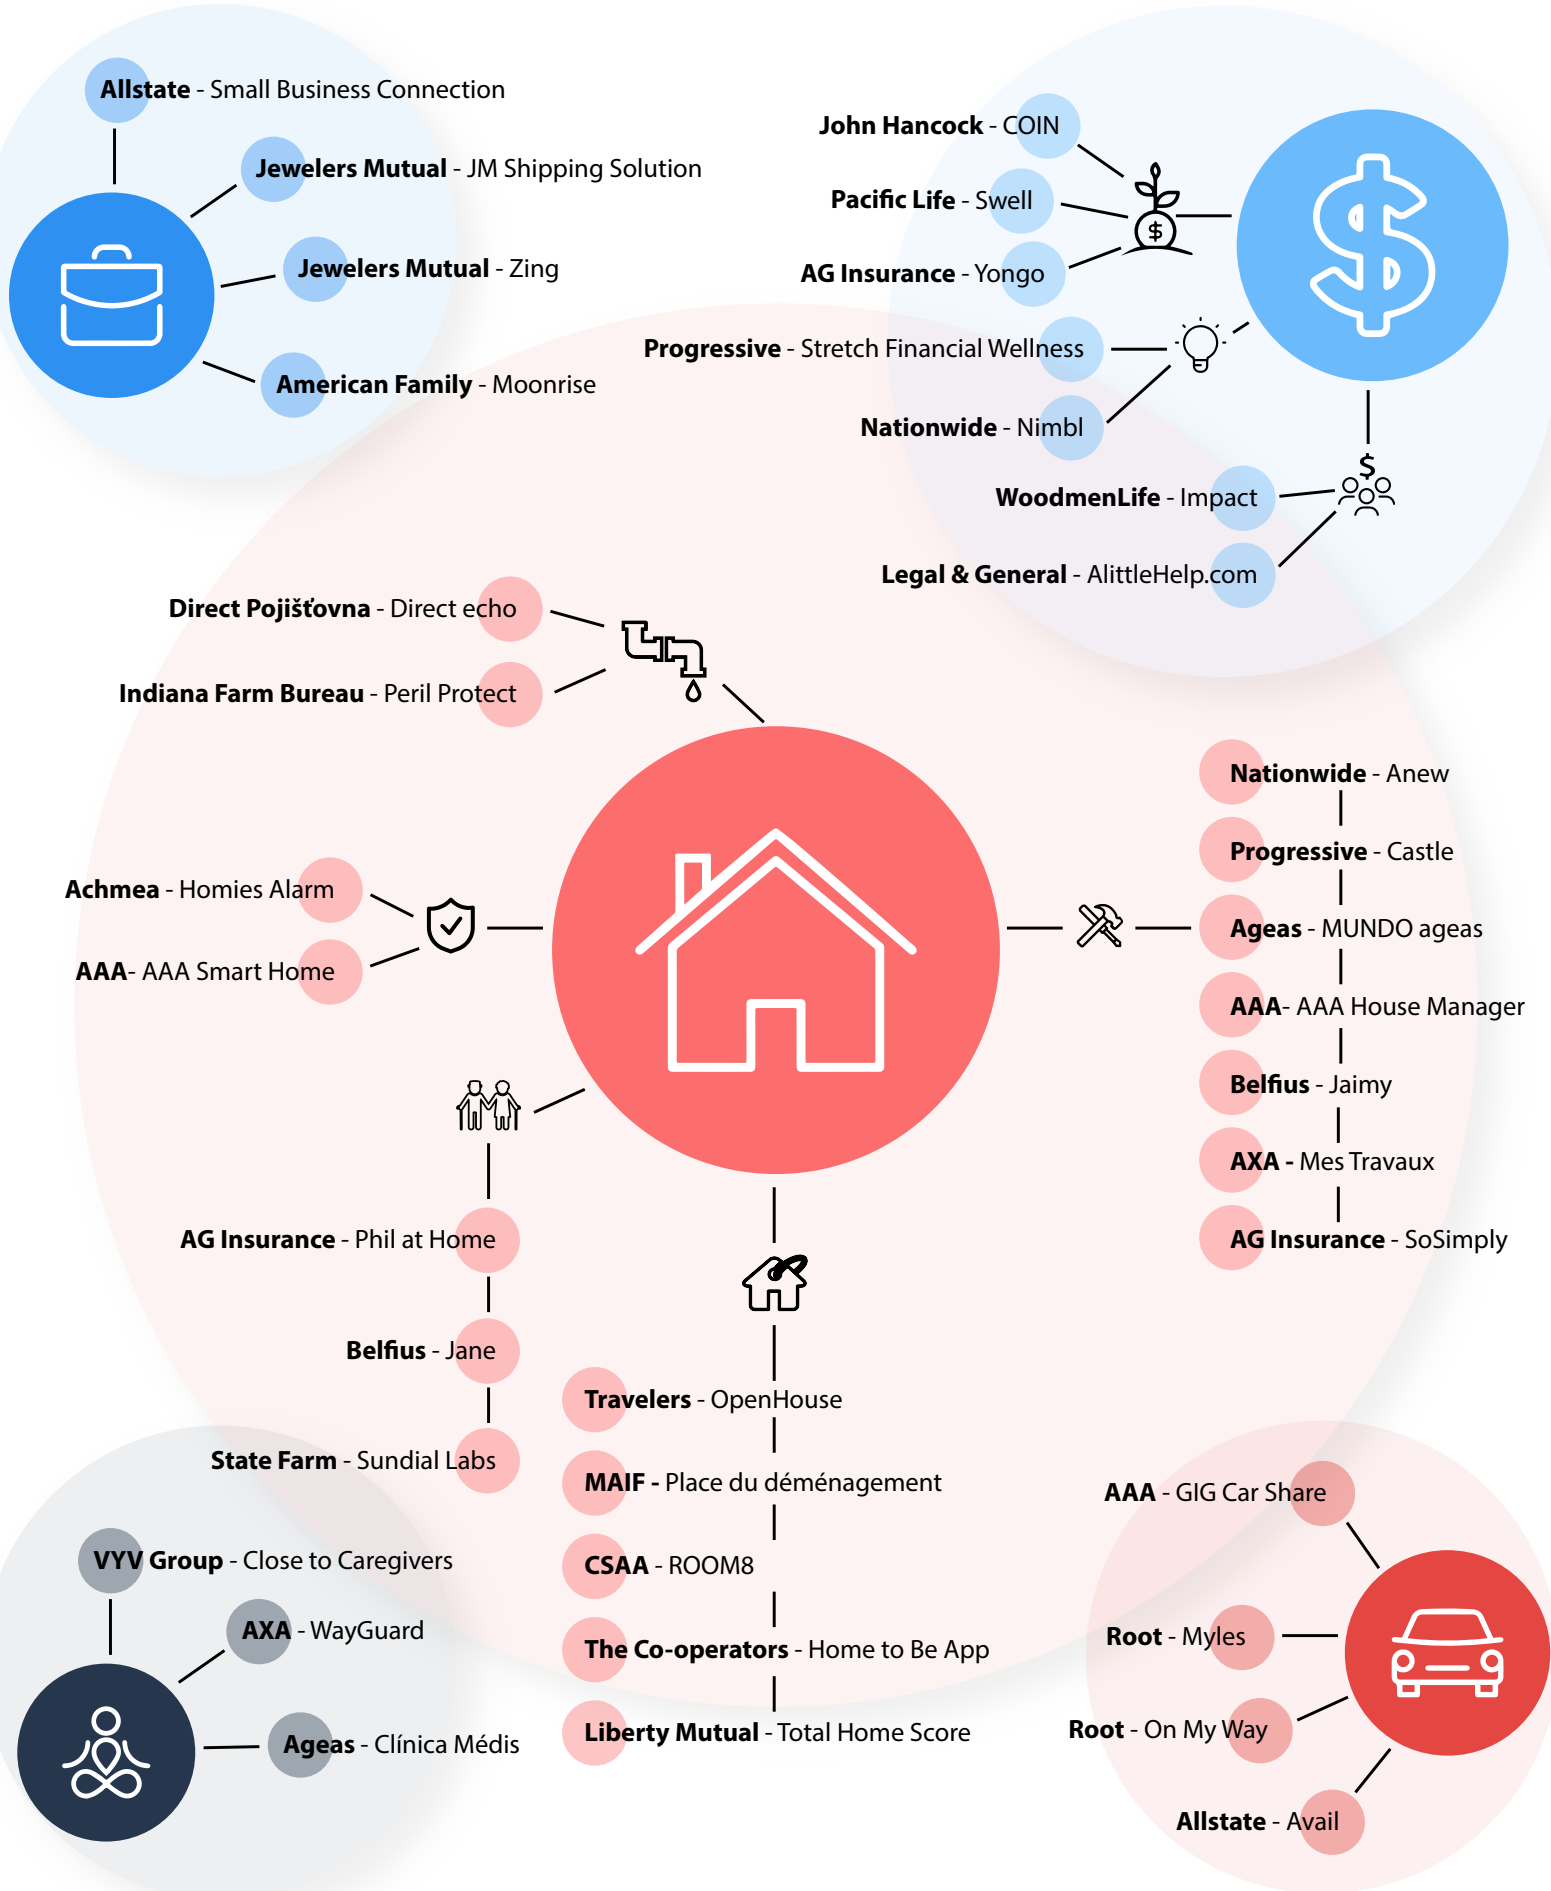 Allstate - Small Business Connection
Jewelers Mutual - JM Shipping Solution
Jewelers Mutual - Zing
American Family - Moonrise
John Hancock - COIN
Pacific Life - Swell
AG Insurance - Yongo
Progressive - Stretch Financial Wellness
Nationwide - Nimbl
WoodmenLife - Impact
Legal & General - AlittleHelp.com
Direct Pojišťovna - Direct echo
Indiana Farm Bureau - Peril Protect
Achmea - Homies Alarm
AAA- AAA Smart Home
Nationwide - Anew
Progressive - Castle
Ageas - MUNDO ageas
AAA- AAA House Manager
Belfius - Jaimy
AXA - Mes Travaux
AG Insurance - SoSimply
AG Insurance - Phil at Home
Belfius - Jane
State Farm - Sundial Labs
Travelers - OpenHouse
MAIF - Place du déménagement
CSAA - ROOM8
The Co-operators - Home to Be App
Liberty Mutual - Total Home Score
VYV Group - Close to Caregivers
AXA - WayGuard
Ageas - Clínica Médis
AAA - GIG Car Share
Root - Myles
Root - On My Way
Allstate - Avail